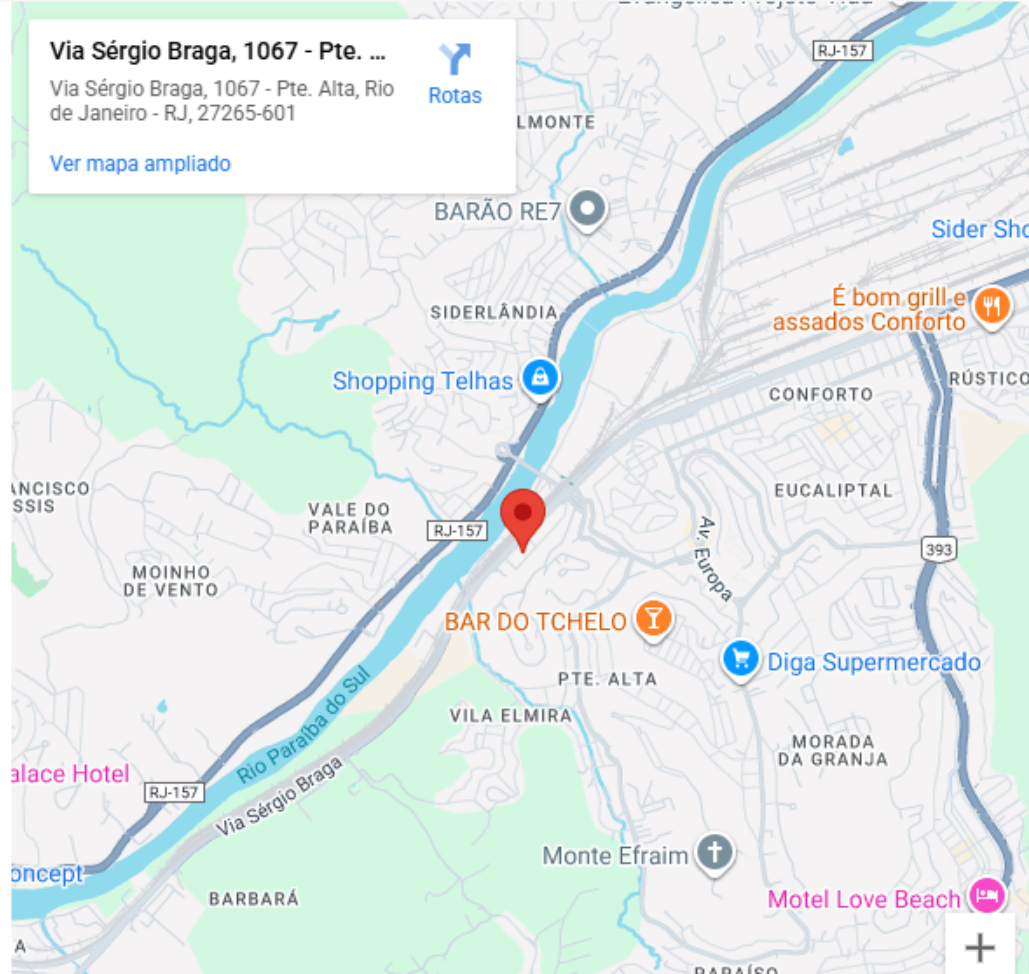 Via Sérgio Braga, 1067 - Pte. ...
Via Sérgio Braga, 1067 - Pte. Alta, Rio
de Janeiro - RJ, 27265-601
Rotas
Ver mapa ampliado
RJ-157
LMONTE
BARÃO RE7
Sider Sho
É bom grill e
assados Conforto
SIDERLÂNDIA
Shopping Telhas
CONFORTO
RÚSTICO
ANCISCO
SSIS
EUCALIPTAL
VALE DO
PARAÍBA
RJ-157
Av. Europa
393
MOINHO
DE VENTO
BAR DO TCHELO
Diga Supermercado
PTE. ALTA
VILA ELMIRA
Rio Paraíba do Sul
MORADA
DA GRANJA
alace Hotel
RJ-157
Via Sérgio Braga
Monte Efraim
oncept
BARBARÁ
Motel Love Beach
A
+